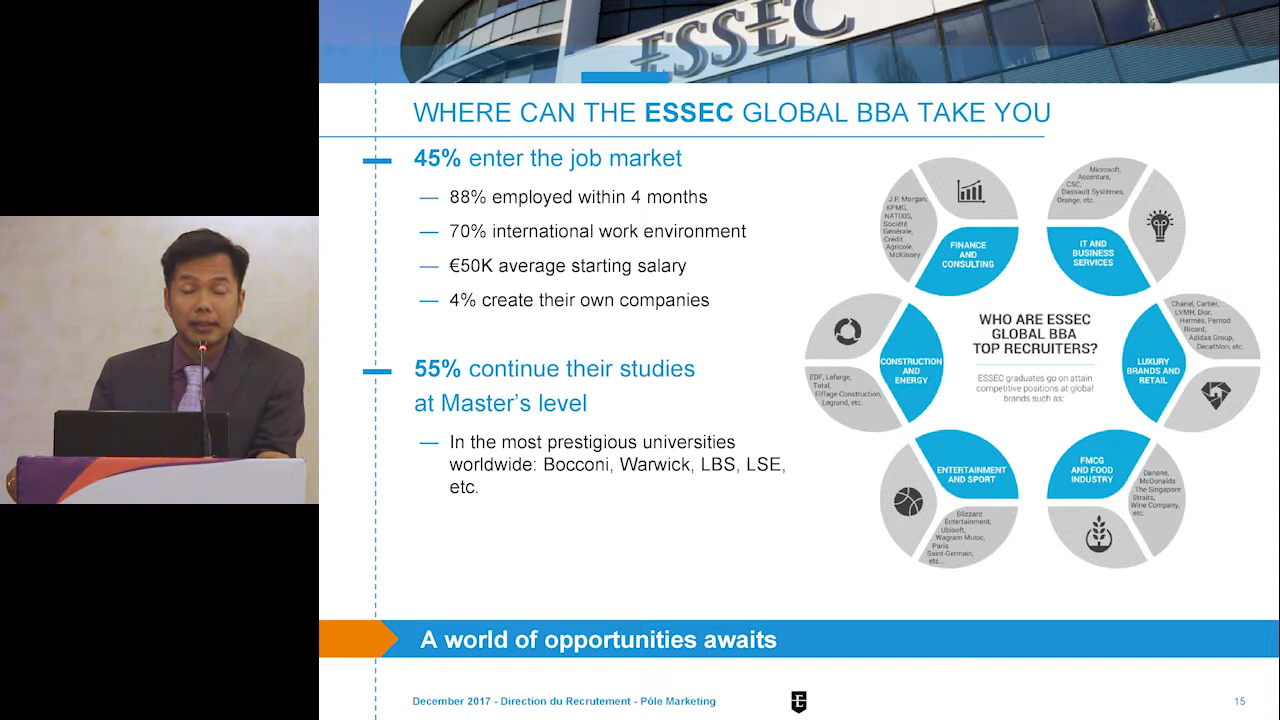 ESSEC
WHERE CAN THE ESSEC GLOBAL BBA TAKE YOU
45% enter the job market
— 88% employed within 4 months
— 70% international work environment
— €50K average starting salary
— 4% create their own companies
55% continue their studies
at Master’s level
— In the most prestigious universities
worldwide: Bocconi, Warwick, LBS, LSE,
etc.
J.P. Morgan,
KPMG,
NATIXIS,
Société
Générale,
Crédit
Agricole,
McKinsey
FINANCE
AND
CONSULTING
Microsoft,
Accenture,
CSC,
Dassault Systèmes,
Orange, etc.
IT AND
BUSINESS
SERVICES
WHO ARE ESSEC
GLOBAL BBA
TOP RECRUITERS?
ESSEC graduates go on attain
competitive positions at global
brands such as:
CONSTRUCTION
AND
ENERGY
EDF, Lafarge,
Total,
Eiffage Construction,
Legrand, etc.
LUXURY
BRANDS AND
RETAIL
Chanel, Cartier,
LVMH, Dior,
Hermès, Pernod
Ricard,
Adidas Group,
Decathlon, etc.
ENTERTAINMENT
AND SPORT
Blizzard
Entertainment,
Ubisoft,
Wagram Music,
Paris
Saint-Germain,
etc...
FMCG
AND FOOD
INDUSTRY
Danone,
McDonalds
The Singapore
Straits,
Wine Company,
etc.
A world of opportunities awaits
December 2017 - Direction du Recrutement - Pôle Marketing
E
15